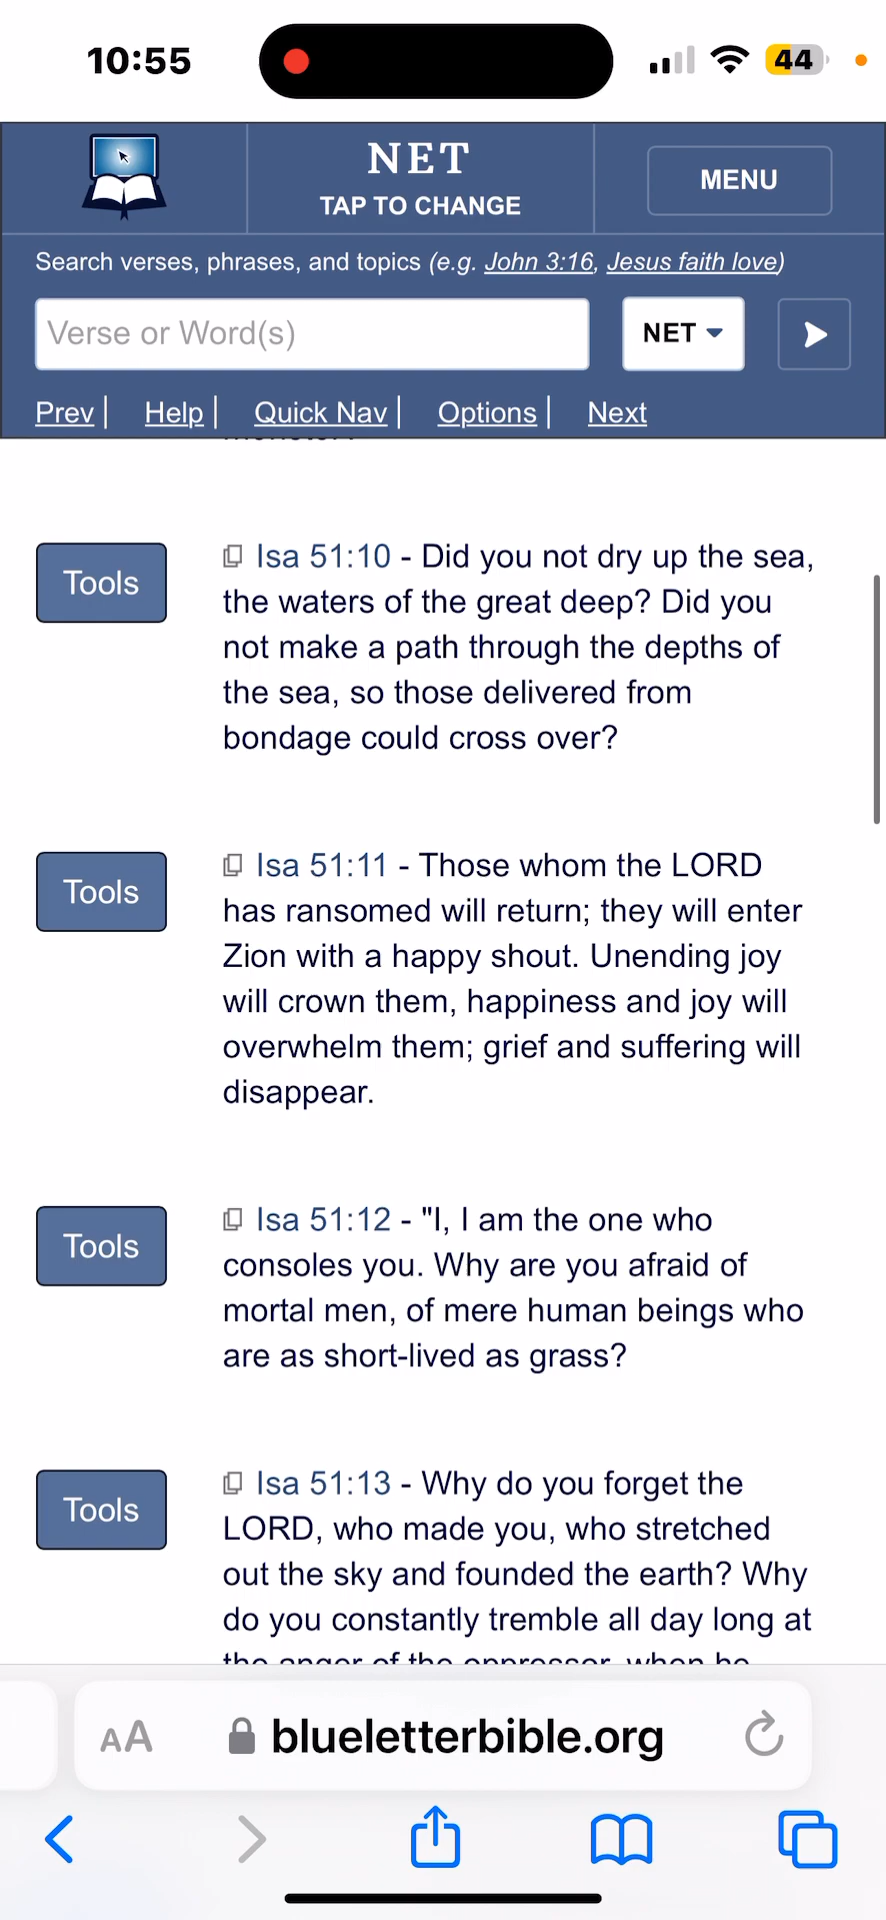 10:55
44
NET
TAP TO CHANGE
MENU
Search verses, phrases, and topics (e.g. John 3:16, Jesus faith love)
Verse or Word(s)
NET
Prev | Help | Quick Nav | Options | Next
Tools
Isa 51:10 - Did you not dry up the sea,
the waters of the great deep? Did you
not make a path through the depths of
the sea, so those delivered from
bondage could cross over?
Tools
Isa 51:11 - Those whom the LORD
has ransomed will return; they will enter
Zion with a happy shout. Unending joy
will crown them, happiness and joy will
overwhelm them; grief and suffering will
disappear.
Tools
Isa 51:12 - "I, I am the one who
consoles you. Why are you afraid of
mortal men, of mere human beings who
are as short-lived as grass?
Tools
Isa 51:13 - Why do you forget the
LORD, who made you, who stretched
out the sky and founded the earth? Why
do you constantly tremble all day long at
the anger of the oppressor, when he
AA
blueletterbible.org